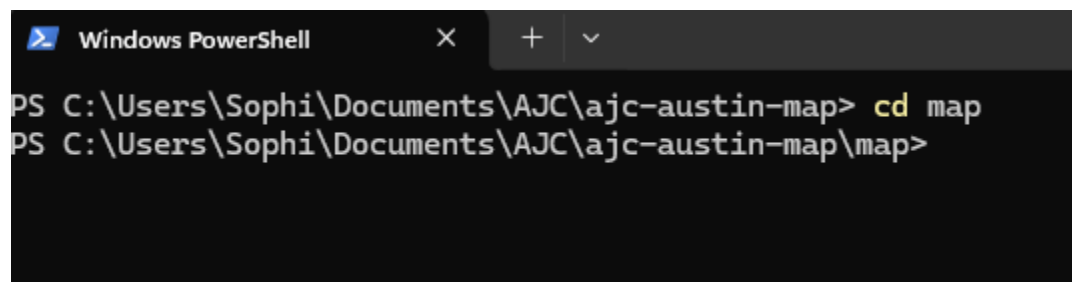 Windows PowerShell
PS C:\Users\Sophi\Documents\AJC\ajc-austin-map> cd map
PS C:\Users\Sophi\Documents\AJC\ajc-austin-map\map>